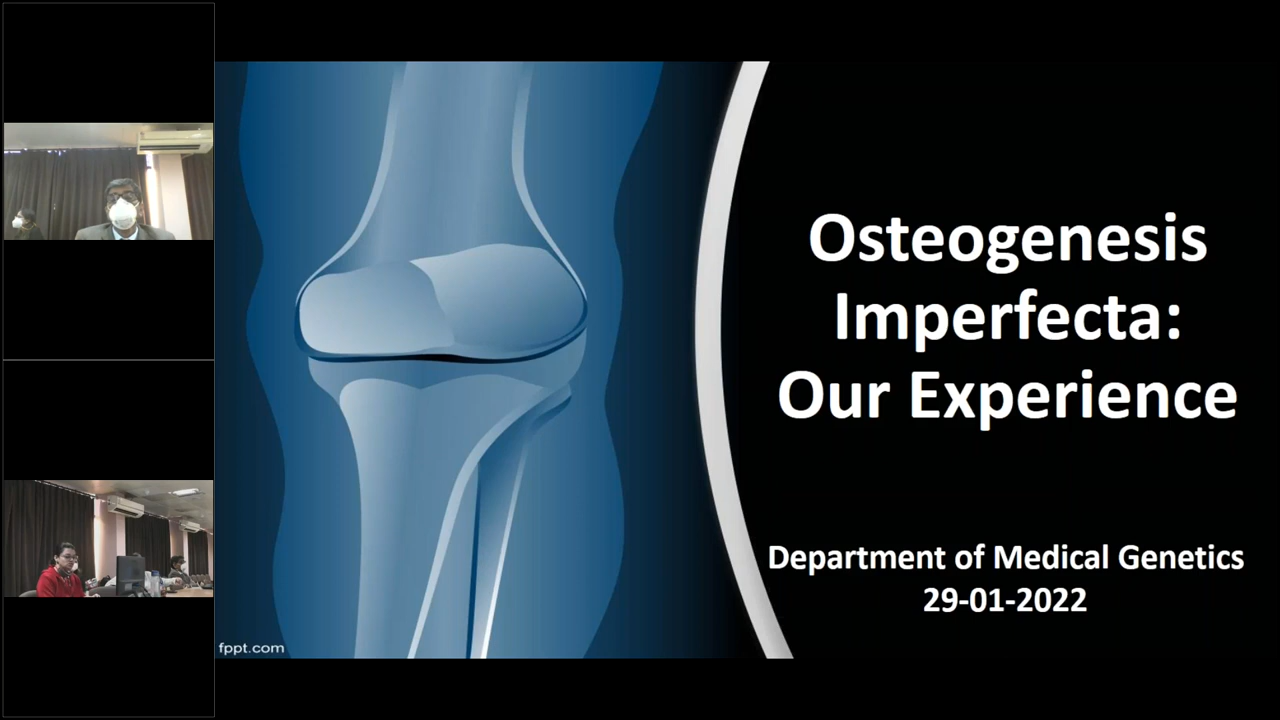 Osteogenesis
Imperfecta:
Our Experience
Department of Medical Genetics
29-01-2022
fppt.com